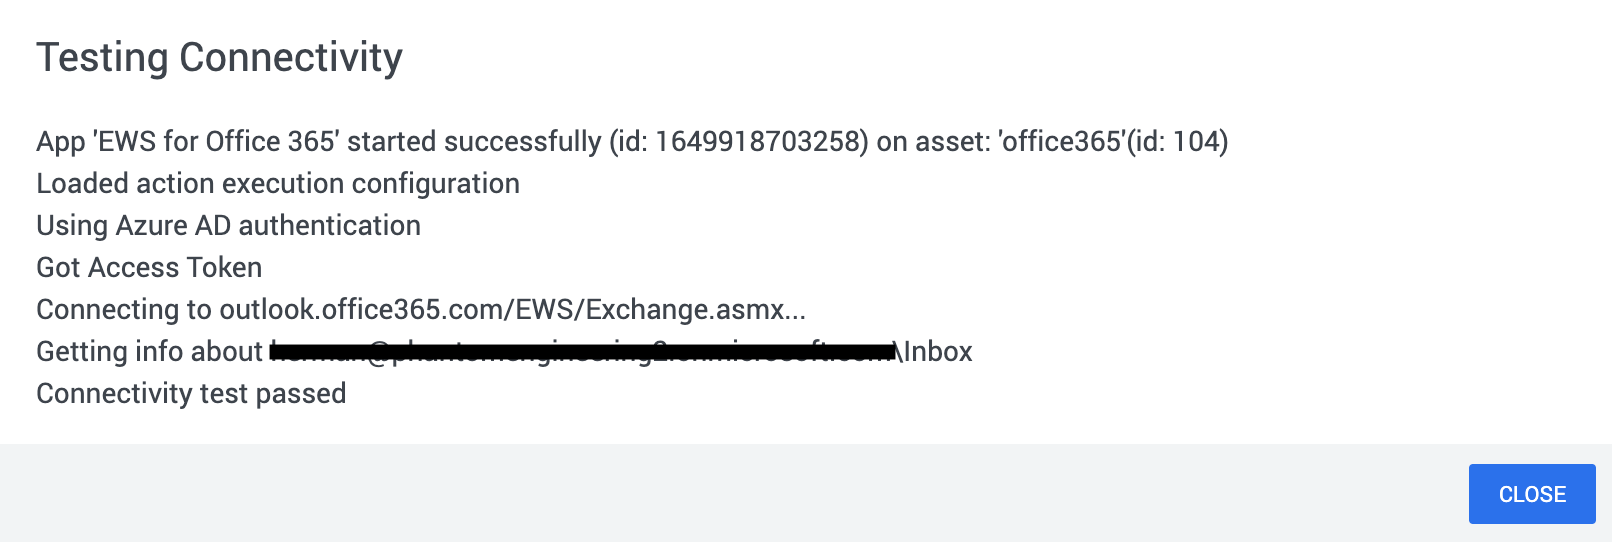 Testing Connectivity
App 'EWS for Office 365' started successfully (id: 1649918703258) on asset: 'office365'(id: 104)
Loaded action execution configuration
Using Azure AD authentication
Got Access Token
Connecting to outlook.office365.com/EWS/Exchange.asmx...
Getting info about \Inbox
Connectivity test passed
CLOSE